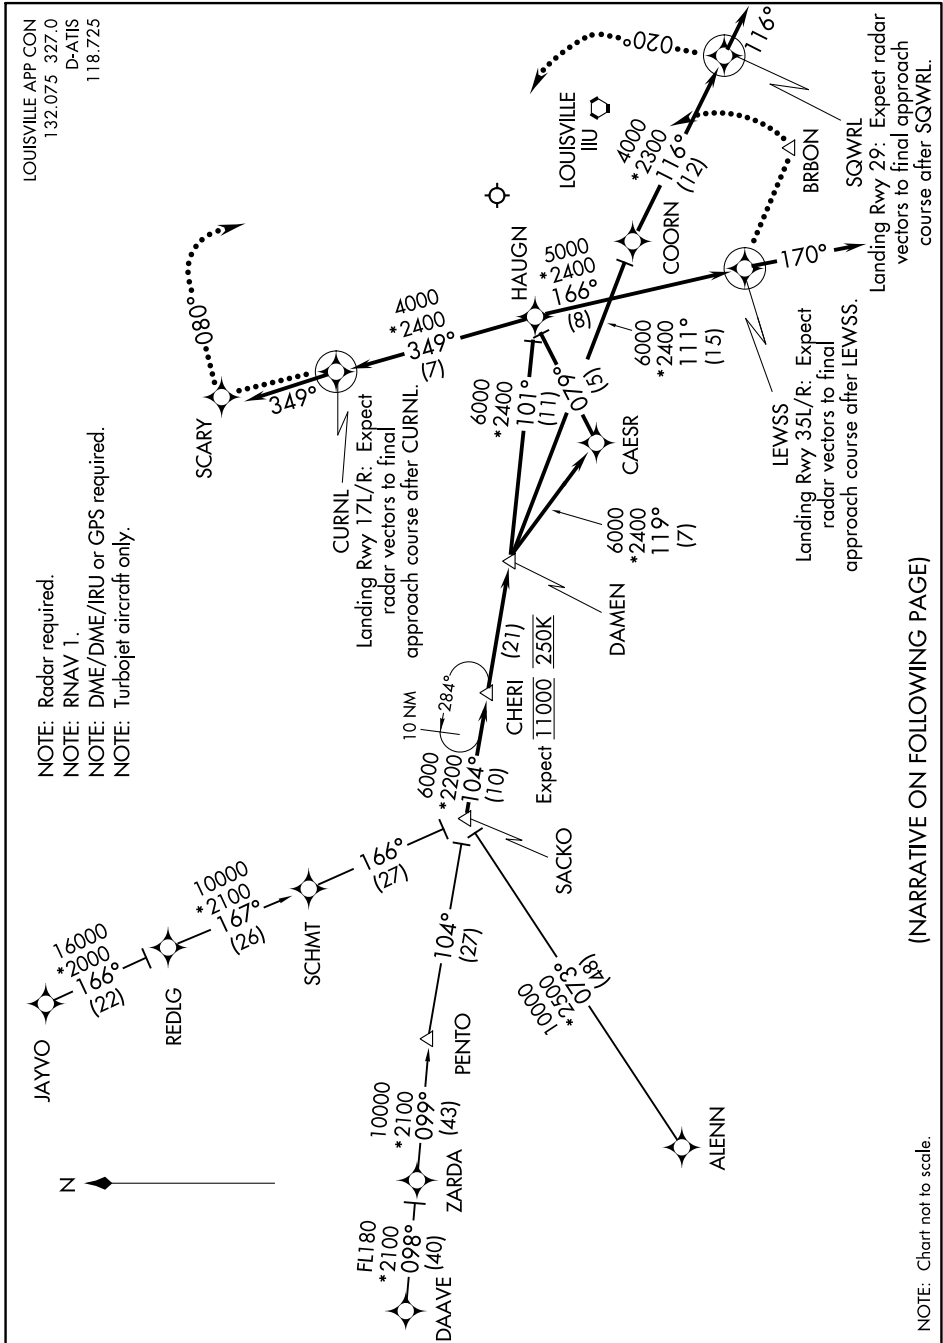 LOUISVILLE APP CON
132.075 327.0
D-ATIS
118.725
NOTE: Radar required.
NOTE: RNAV 1.
NOTE: DME/DME/IRU or GPS required.
NOTE: Turbojet aircraft only.
N
JAYVO
16000
*2000
166°
(22)
REDLG
10000
*2100
167°
(26)
SCHMT
166°
(27)
DAAVE
FL180
*2100
098°
(40)
ZARDA
10000
*2100
099°
(43)
PENTO
104°
(27)
ALENN
10000
*2500
073°
(48)
SACKO
6000
*2200
104°
(10)
10 NM
284°
CHERI
Expect 11000 250K
(21)
DAMEN
6000
*2400
101°
(11)
6000
*2400
119°
(7)
CAESR
079°
(5)
6000
*2400
111°
(15)
HAUGN
4000
*2400
349°
(7)
CURNL
Landing Rwy 17L/R: Expect
radar vectors to final
approach course after CURNL.
349°
SCARY
080°
5000
*2400
166°
(8)
LEWSS
Landing Rwy 35L/R: Expect
radar vectors to final
approach course after LEWSS.
170°
BRBON
COORN
4000
*2300
116°
(12)
LOUISVILLE
IIU
020°
116°
SQWRL
Landing Rwy 29: Expect radar
vectors to final approach
course after SQWRL.
(NARRATIVE ON FOLLOWING PAGE)
NOTE: Chart not to scale.